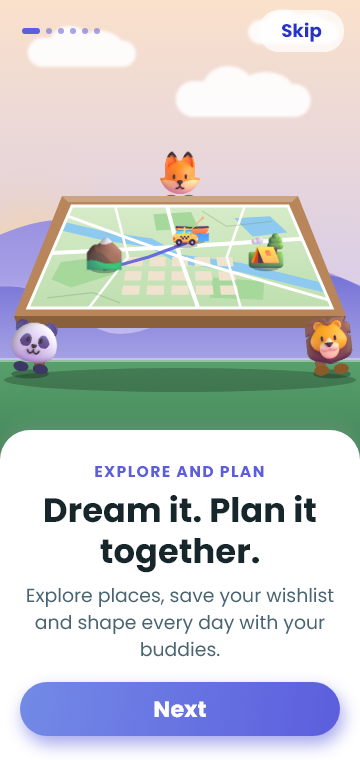 Skip
EXPLORE AND PLAN
Dream it. Plan it
together.
Explore places, save your wishlist
and shape every day with your
buddies.
Next